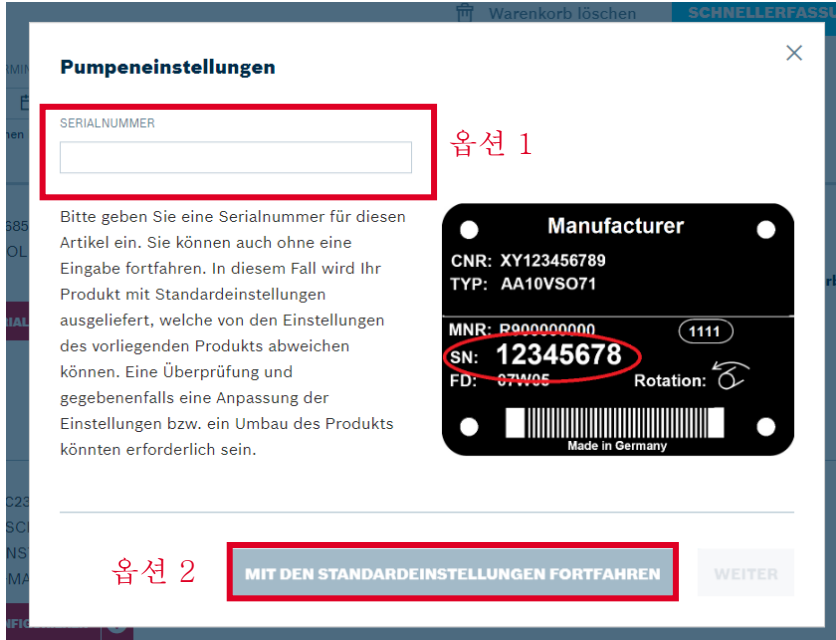 Warenkorb löschen
SCHNELLERFASSU
Pumpeneinstellungen
SERIALNUMMER
옵션 1
Bitte geben Sie eine Serialnummer für diesen
Artikel ein. Sie können auch ohne eine
Eingabe fortfahren. In diesem Fall wird Ihr
Produkt mit Standardeinstellungen
ausgeliefert, welche von den Einstellungen
des vorliegenden Produkts abweichen
können. Eine Überprüfung und
gegebenenfalls eine Anpassung der
Einstellungen bzw. ein Umbau des Produkts
könnten erforderlich sein.
Manufacturer
CNR: XY123456789
TYP: AA10VSO71
MNR: R900000000
1111
SN: 12345678
FD: 07W05
Rotation:
Made in Germany
옵션 2
MIT DEN STANDARDEINSTELLUNGEN FORTFAHREN
WEITER